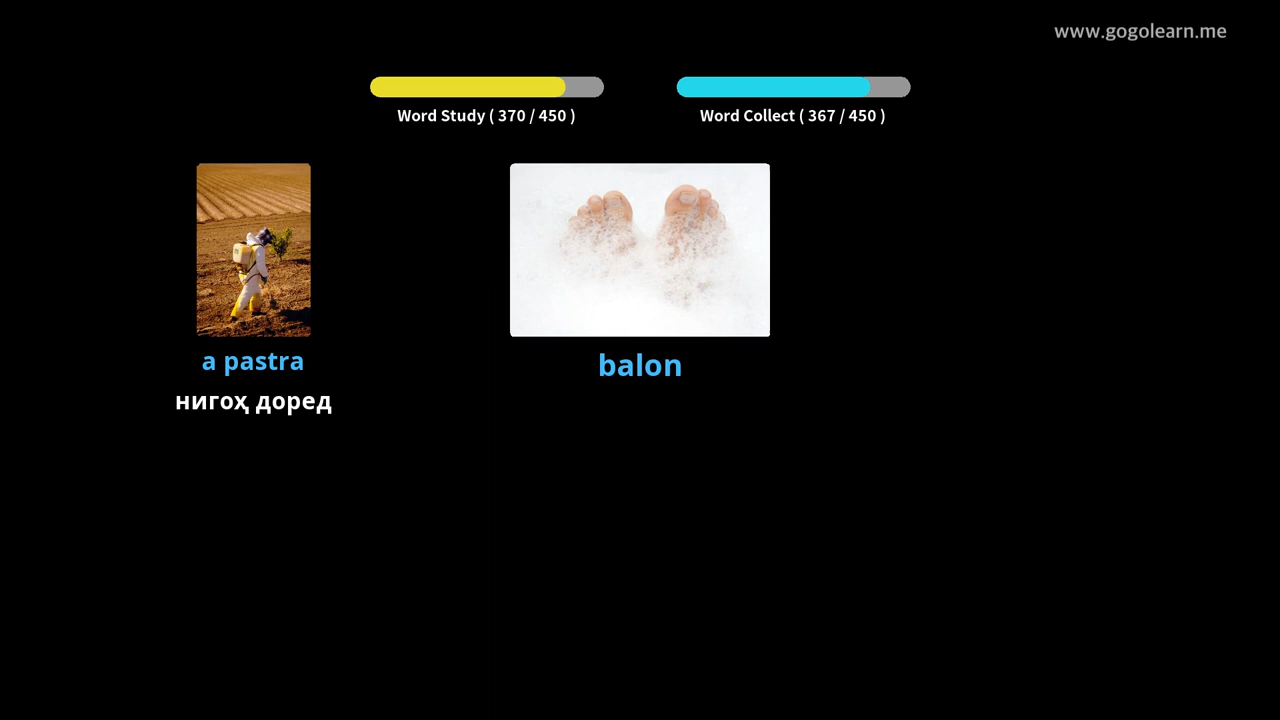 www.gogolearn.me
Word Study ( 370 / 450 )
Word Collect ( 367 / 450 )
a pastra
нигоҳ доред
balon